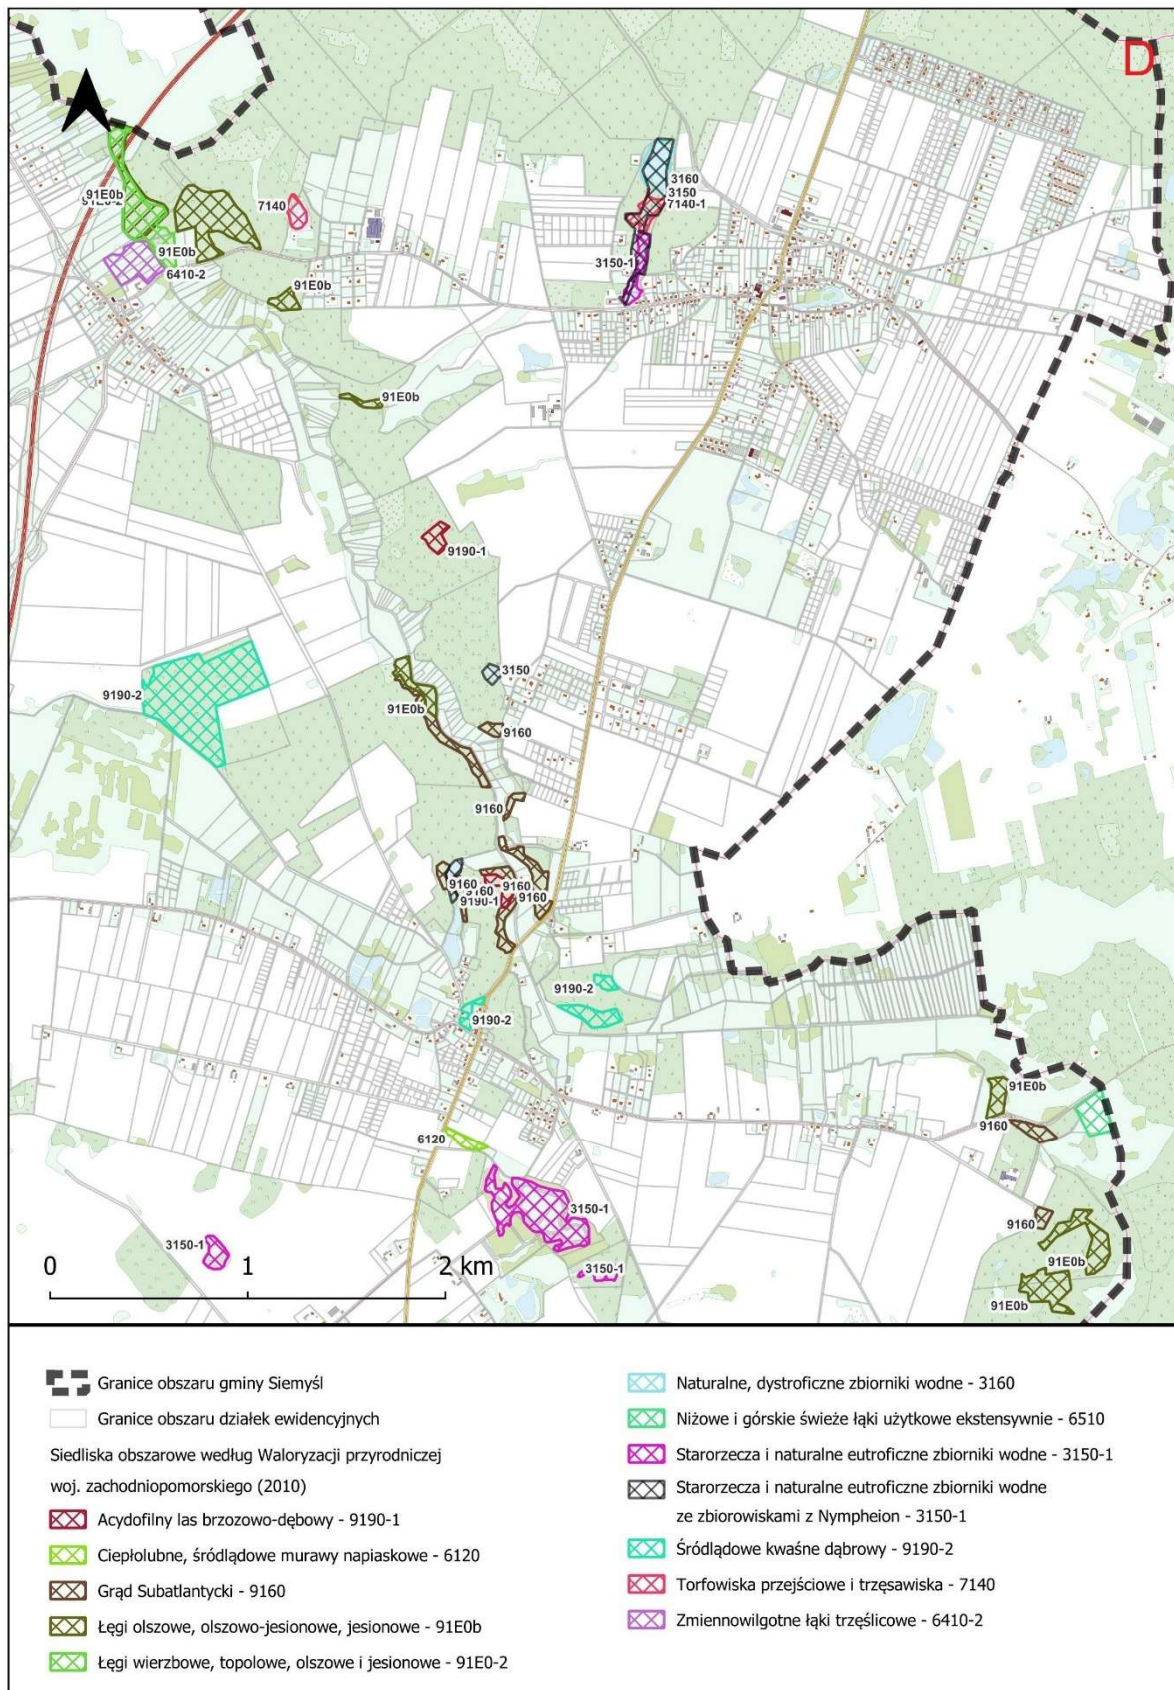 D
3160
3150
7140-1
91E0b
7140
91E0b
3150-1
6410-2
91E0b
91E0b
9190-1
3150
9190-2
91E0b
9160
9160
9160
9160
9160
9190-1
9160
9190-2
9190-2
91E0b
9160
6120
3150-1
9160
3150-1
91E0b
3150-1
91E0b
0 1 2 km
Granice obszaru gminy Siemyśl
Granice obszaru działek ewidencyjnych
Siedliska obszarowe według Waloryzacji przyrodniczej
woj. zachodniopomorskiego (2010)
Acydofilny las brzozowo-dębowy - 9190-1
Ciepłolubne, śródlądowe murawy napiaskowe - 6120
Grąd Subatlantycki - 9160
Łęgi olszowe, olszowo-jesionowe, jesionowe - 91E0b
Łęgi wierzbowe, topolowe, olszowe i jesionowe - 91E0-2
Naturalne, dystroficzne zbiorniki wodne - 3160
Niżowe i górskie świeże łąki użytkowe ekstensywnie - 6510
Starorzecza i naturalne eutroficzne zbiorniki wodne - 3150-1
Starorzecza i naturalne eutroficzne zbiorniki wodne
ze zbiorowiskami z Nympheion - 3150-1
Śródlądowe kwaśne dąbrowy - 9190-2
Torfowiska przejściowe i trzęsawiska - 7140
Zmiennowilgotne łąki trzęślicowe - 6410-2